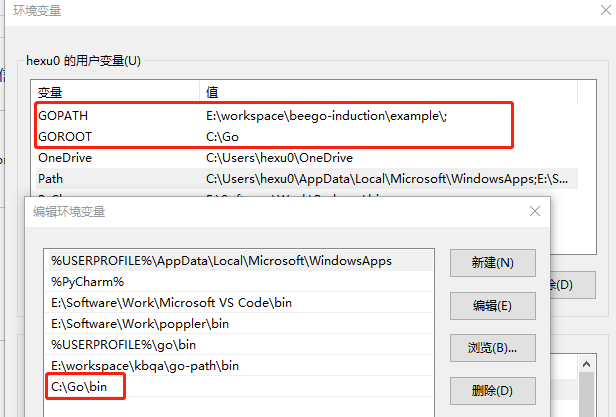 环境变量
hexu0 的用户变量(U)
变量 值
GOPATH E:\workspace\beego-induction\example\;
GOROOT C:\Go
OneDrive C:\Users\hexu0\OneDrive
Path C:\Users\hexu0\AppData\Local\Microsoft\WindowsApps;E:\S...
编辑环境变量
%USERPROFILE%\AppData\Local\Microsoft\WindowsApps
%PyCharm%
E:\Software\Work\Microsoft VS Code\bin
E:\Software\Work\poppler\bin
%USERPROFILE%\go\bin
E:\workspace\kbqa\go-path\bin
C:\Go\bin
新建(N)
编辑(E)
浏览(B)...
删除(D)
除(D)